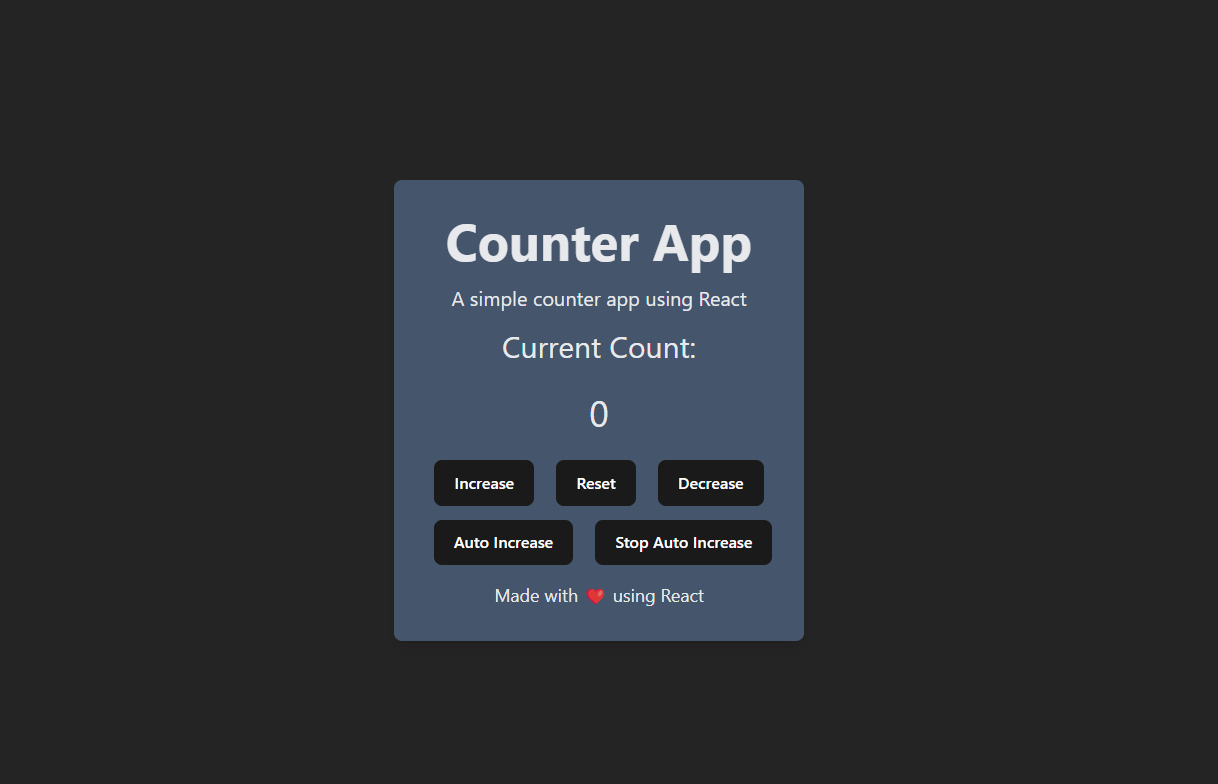 Counter App
A simple counter app using React
Current Count:
0
Increase Reset Decrease
Auto Increase Stop Auto Increase
Made with ❤️ using React